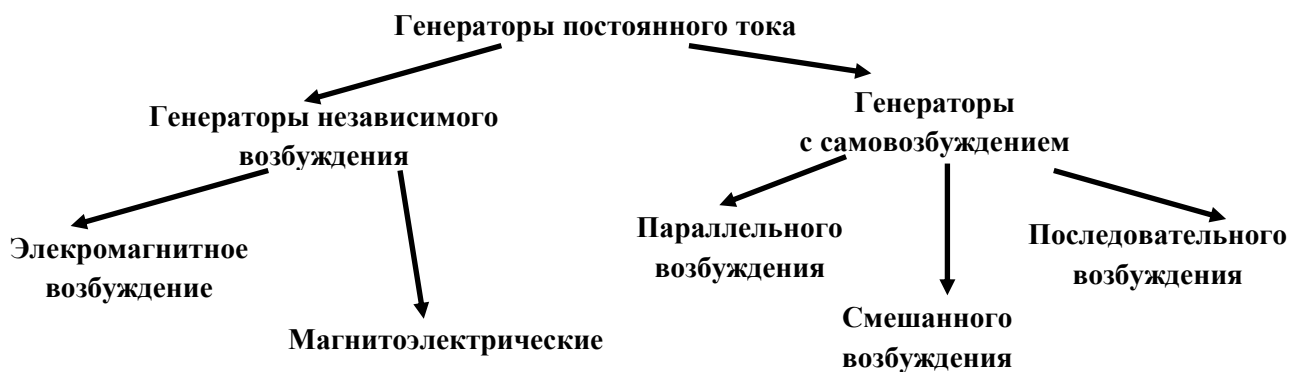 Генераторы постоянного тока
Генераторы независимого
возбуждения
Генераторы
с самовозбуждением
Элекромагнитное
возбуждение
Магнитоэлектрические
Параллельного
возбуждения
Смешанного
возбуждения
Последовательного
возбуждения